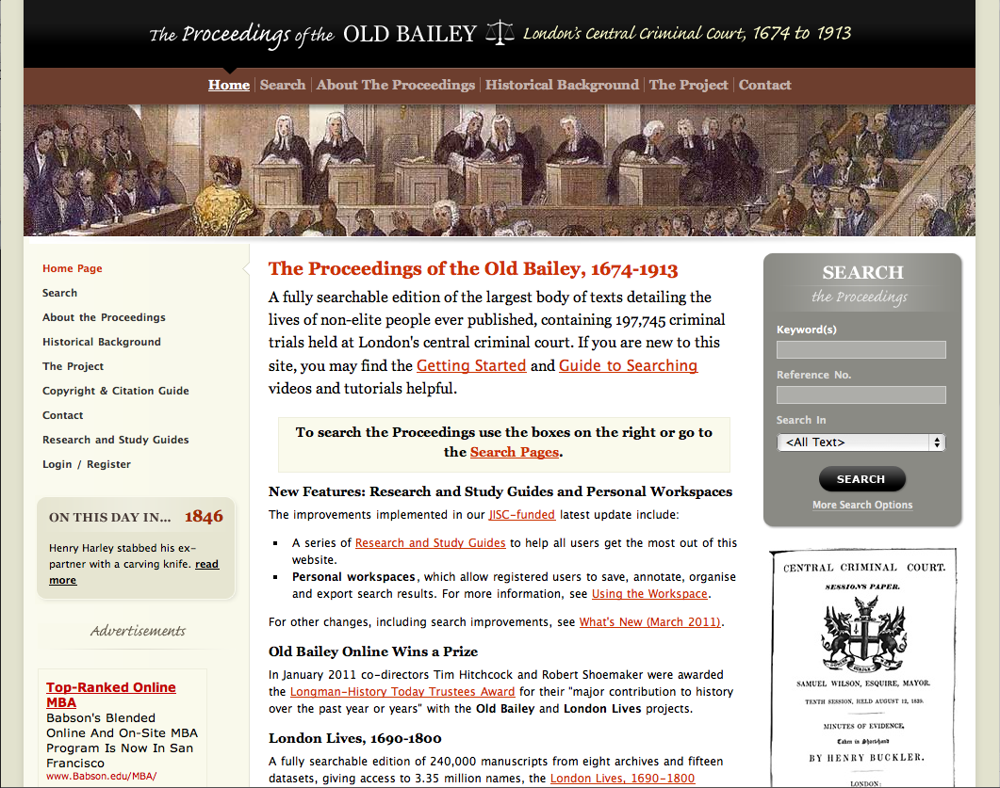 The Proceedings of the OLD BAILEY London's Central Criminal Court, 1674 to 1913
Home Search About The Proceedings Historical Background The Project Contact
Home Page
Search
About the Proceedings
Historical Background
The Project
Copyright & Citation Guide
Contact
Research and Study Guides
Login / Register
ON THIS DAY IN... 1846
Henry Harley stabbed his ex-
partner with a carving knife. read
more
Advertisements
Top-Ranked Online
MBA
Babson's Blended
Online And On-Site MBA
Program Is Now In San
Francisco
www.Babson.edu/MBA/
The Proceedings of the Old Bailey, 1674-1913
A fully searchable edition of the largest body of texts detailing the
lives of non-elite people ever published, containing 197,745 criminal
trials held at London's central criminal court. If you are new to this
site, you may find the Getting Started and Guide to Searching
videos and tutorials helpful.
To search the Proceedings use the boxes on the right or go to
the Search Pages.
New Features: Research and Study Guides and Personal Workspaces
The improvements implemented in our JISC-funded latest update include:
A series of Research and Study Guides to help all users get the most out of this
website.
Personal workspaces, which allow registered users to save, annotate, organise
and export search results. For more information, see Using the Workspace.
For other changes, including search improvements, see What's New (March 2011).
Old Bailey Online Wins a Prize
In January 2011 co-directors Tim Hitchcock and Robert Shoemaker were awarded
the Longman-History Today Trustees Award for their "major contribution to history
over the past year or years" with the Old Bailey and London Lives projects.
London Lives, 1690-1800
A fully searchable edition of 240,000 manuscripts from eight archives and fifteen
datasets, giving access to 3.35 million names, the London Lives, 1690-1800
SEARCH
the Proceedings
Keyword(s)
Reference No.
Search In
<All Text>
SEARCH
More Search Options
CENTRAL CRIMINAL COURT.
SESSIONS PAPER.
SAMUEL WILSON, ESQUIRE, MAYOR.
TENTH SESSION, HELD AUGUST 12, 1839.
MINUTES OF EVIDENCE,
Taken in Shorthand
BY HENRY BUCKLER.
LONDON: